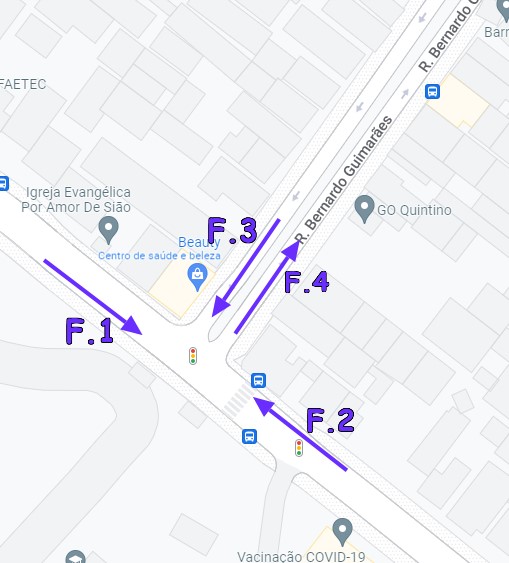 R. Bernardo G
Barr
FAETEC
R. Bernardo Guimarães
Igreja Evangélica
Por Amor De Sião
GO Quintino
F.3
Beauty
Centro de saúde e beleza
F.4
F.1
F.2
Vacinação COVID-19